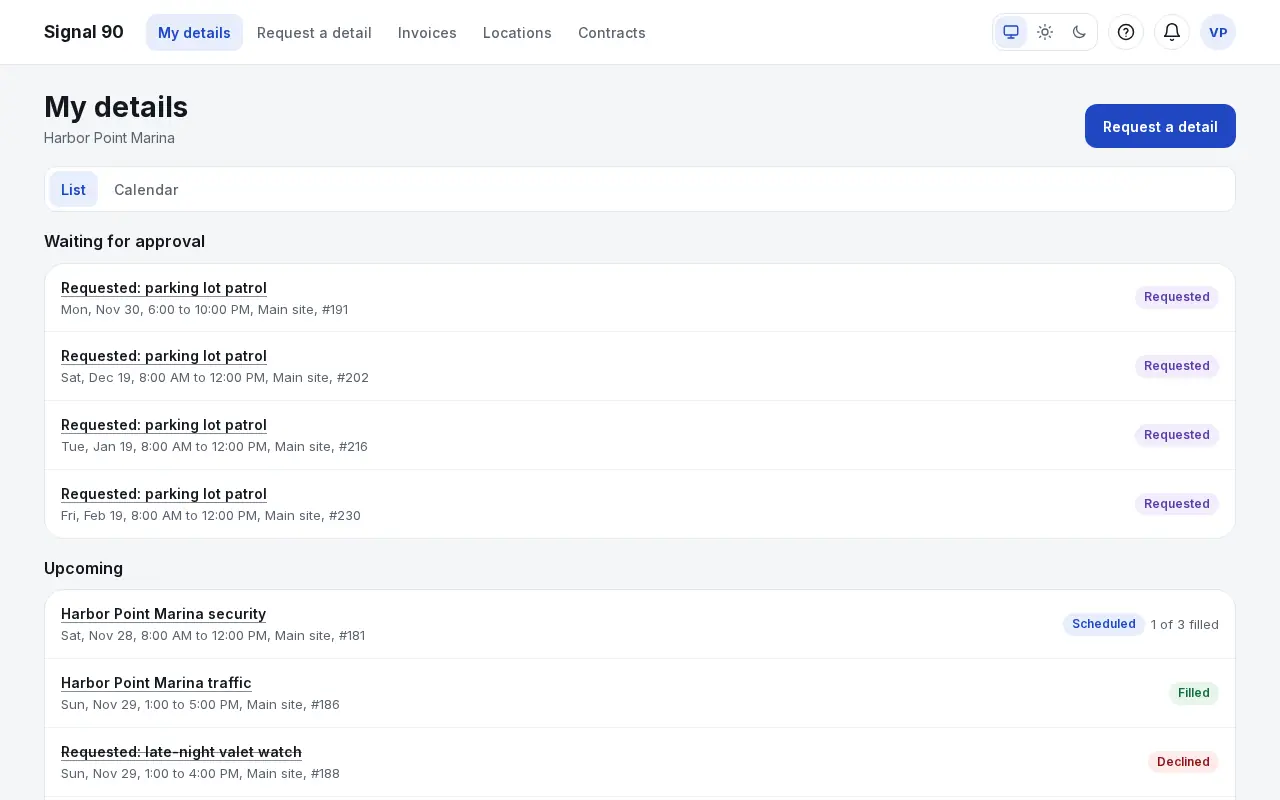 Signal 90
My details
Request a detail
Invoices
Locations
Contracts
VP
My details
Harbor Point Marina
Request a detail
List
Calendar
Waiting for approval
Requested: parking lot patrol
Mon, Nov 30, 6:00 to 10:00 PM, Main site, #191
Requested
Requested: parking lot patrol
Sat, Dec 19, 8:00 AM to 12:00 PM, Main site, #202
Requested
Requested: parking lot patrol
Tue, Jan 19, 8:00 AM to 12:00 PM, Main site, #216
Requested
Requested: parking lot patrol
Fri, Feb 19, 8:00 AM to 12:00 PM, Main site, #230
Requested
Upcoming
Harbor Point Marina security
Sat, Nov 28, 8:00 AM to 12:00 PM, Main site, #181
Scheduled 1 of 3 filled
Harbor Point Marina traffic
Sun, Nov 29, 1:00 to 5:00 PM, Main site, #186
Filled
Requested: late-night valet watch
Sun, Nov 29, 1:00 to 4:00 PM, Main site, #188
Declined